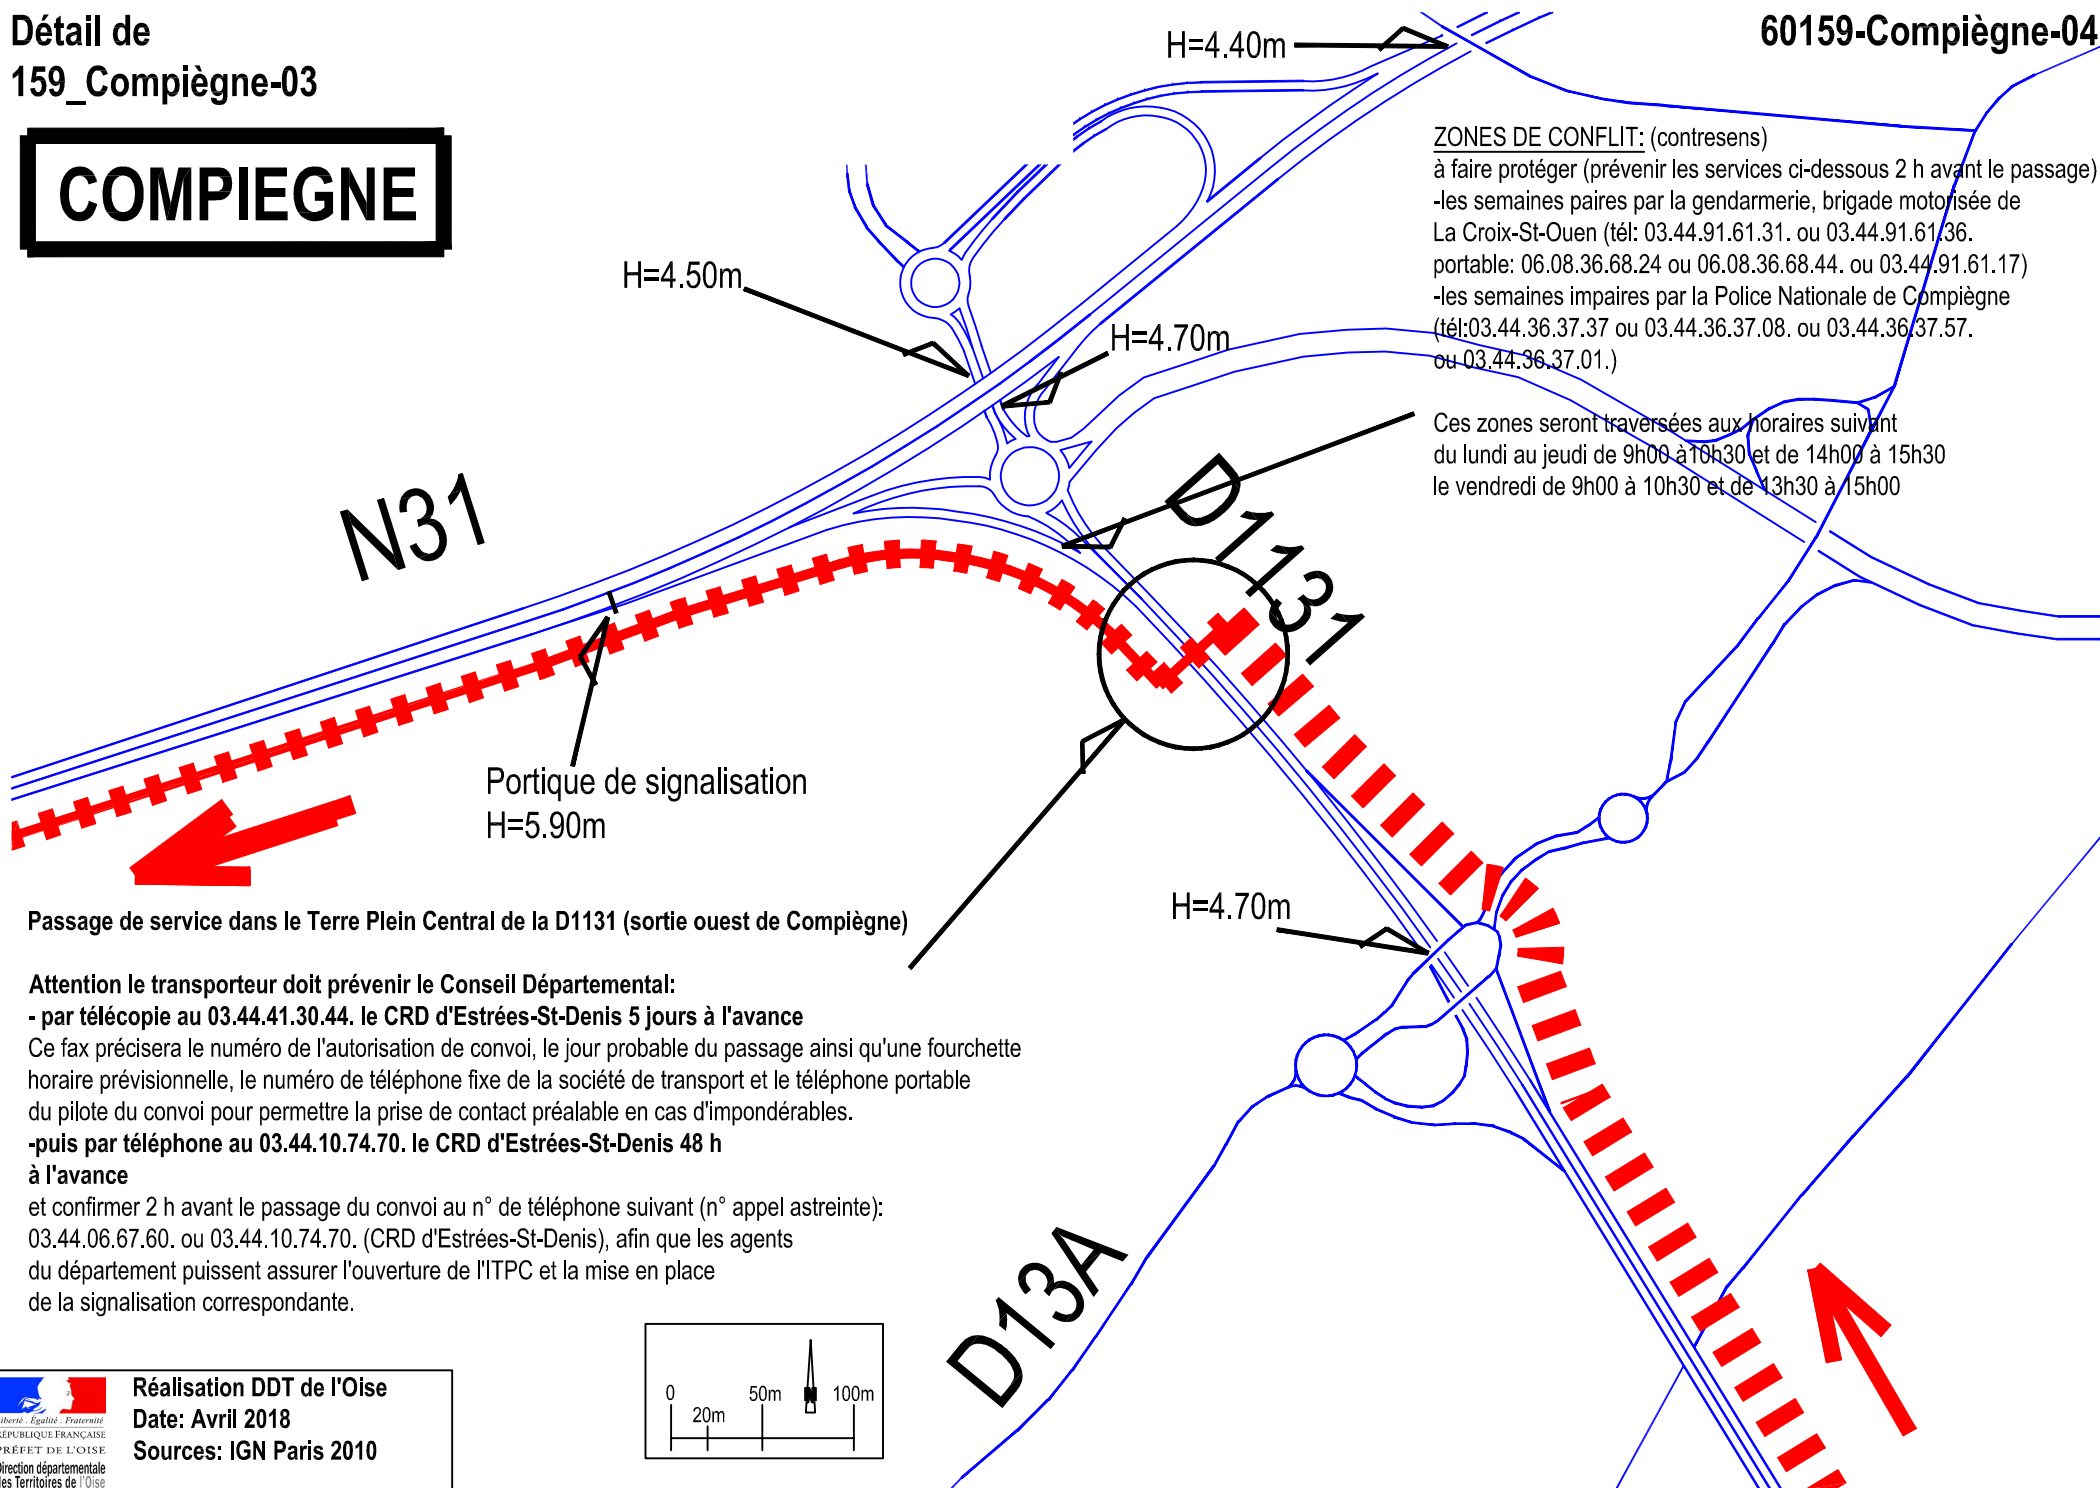 Détail de
159_Compiègne-03
60159-Compiègne-04
COMPIEGNE
H=4.40m
ZONES DE CONFLIT: (contresens)
à faire protéger (prévenir les services ci-dessous 2 h avant le passage)
-les semaines paires par la gendarmerie, brigade motorisée de
La Croix-St-Ouen (tél: 03.44.91.61.31. ou 03.44.91.61.36.
portable: 06.08.36.68.24 ou 06.08.36.68.44. ou 03.44.91.61.17)
-les semaines impaires par la Police Nationale de Compiègne
(tél:03.44.36.37.37 ou 03.44.36.37.08. ou 03.44.36.37.57.
ou 03.44.36.37.01.)
Ces zones seront traversées aux horaires suivant
du lundi au jeudi de 9h00 à10h30 et de 14h00 à 15h30
le vendredi de 9h00 à 10h30 et de 13h30 à 15h00
H=4.50m
H=4.70m
N31
D1131
Portique de signalisation
H=5.90m
H=4.70m
Passage de service dans le Terre Plein Central de la D1131 (sortie ouest de Compiègne)
Attention le transporteur doit prévenir le Conseil Départemental:
- par télécopie au 03.44.41.30.44. le CRD d'Estrées-St-Denis 5 jours à l'avance
Ce fax précisera le numéro de l'autorisation de convoi, le jour probable du passage ainsi qu'une fourchette
horaire prévisionnelle, le numéro de téléphone fixe de la société de transport et le téléphone portable
du pilote du convoi pour permettre la prise de contact préalable en cas d'impondérables.
-puis par téléphone au 03.44.10.74.70. le CRD d'Estrées-St-Denis 48 h
à l'avance
et confirmer 2 h avant le passage du convoi au n° de téléphone suivant (n° appel astreinte):
03.44.06.67.60. ou 03.44.10.74.70. (CRD d'Estrées-St-Denis), afin que les agents
du département puissent assurer l'ouverture de l'ITPC et la mise en place
de la signalisation correspondante.
D13A
0
20m
50m
N
100m
Réalisation DDT de l'Oise
Date: Avril 2018
Sources: IGN Paris 2010
Liberté . Égalité . Fraternité
RÉPUBLIQUE FRANÇAISE
PRÉFET DE L'OISE
Direction départementale
des Territoires de l'Oise